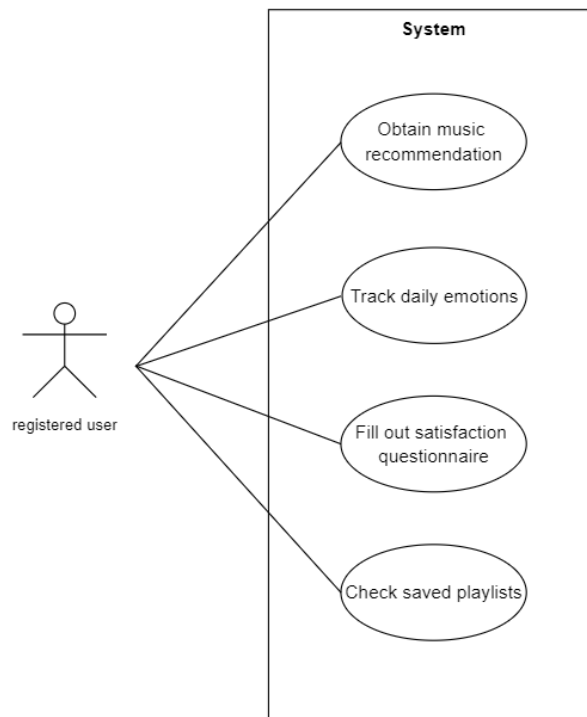 System
Obtain music
recommendation
Track daily emotions
registered user
Fill out satisfaction
questionnaire
Check saved playlists